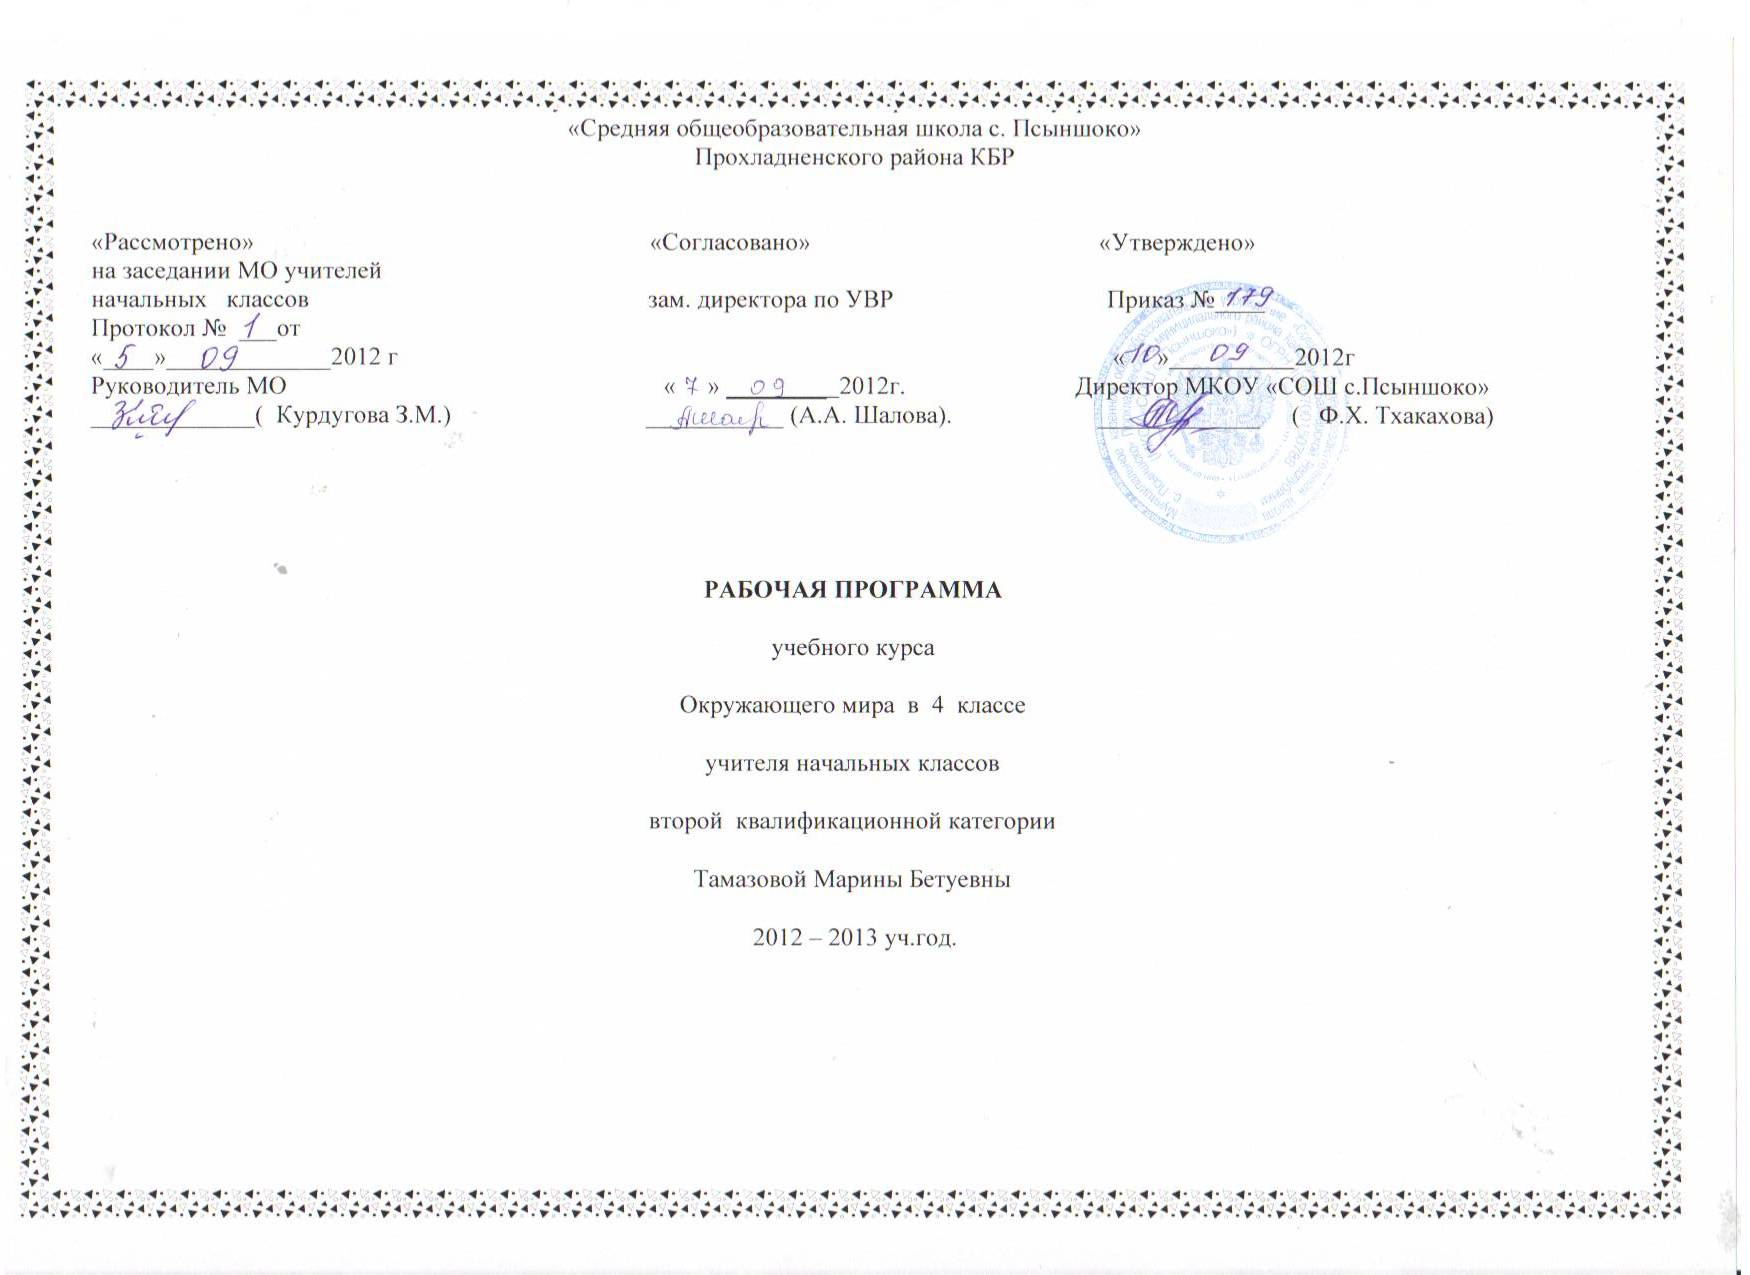 «Средняя общеобразовательная школа с. Псыншоко»
Прохладненского района КБР
«Рассмотрено»
на заседании МО учителей
начальных классов
Протокол № 1 от
«5» 09 2012 г
Руководитель МО
( Курдугова З.М.)
«Согласовано»
зам. директора по УВР
« 7 » 09 2012г.
(А.А. Шалова).
«Утверждено»
Приказ № 179
«10» 09 2012г
Директор МКОУ «СОШ с.Псыншоко»
( Ф.Х. Тхакахова)
РАБОЧАЯ ПРОГРАММА
учебного курса
Окружающего мира в 4 классе
учителя начальных классов
второй квалификационной категории
Тамазовой Марины Бетуевны
2012 – 2013 уч.год.